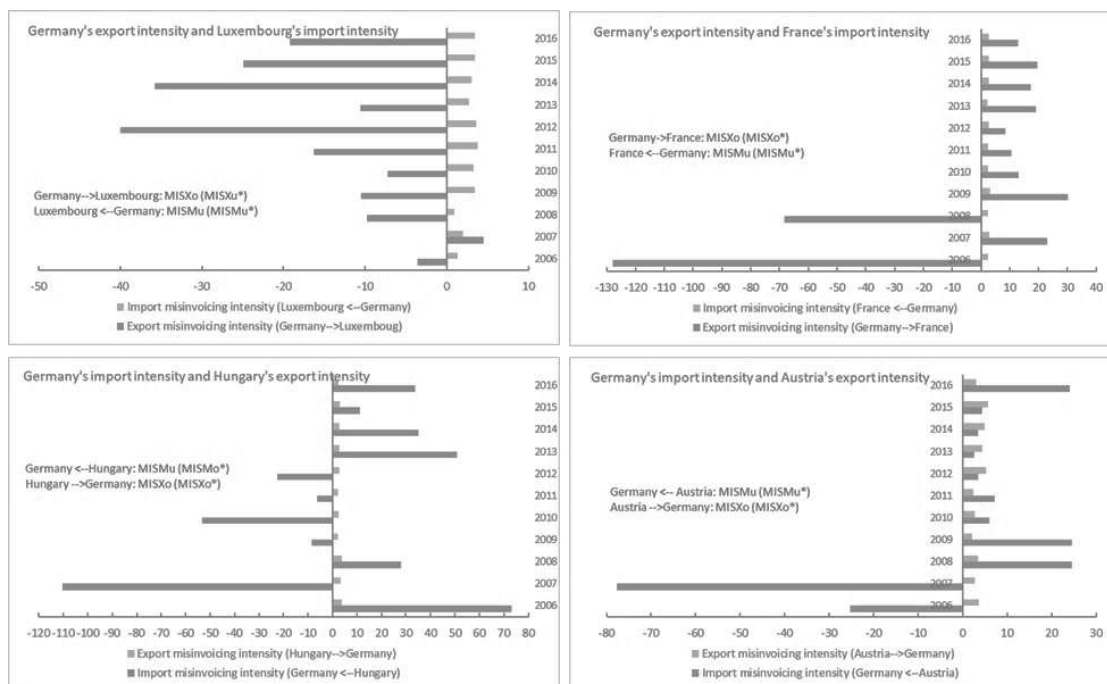 Germany's export intensity and Luxembourg's import intensity
2016
2015
2014
2013
2012
2011
2010
2009
2008
2007
2006
Germany-->Luxembourg: MISXo (MISXu*)
Luxembourg <--Germany: MISMu (MISMu*)
-50 -40 -30 -20 -10 0 10 20
Import misinvoicing intensity (Luxembourg <--Germany)
Export misinvoicing intensity (Germany-->Luxemboug)
Germany's export intensity and France's import intensity
2016
2015
2014
2013
2012
2011
2010
2009
2008
2007
2006
Germany->France: MISXo (MISXo*)
France <--Germany: MISMu (MISMu*)
-130 -120 -110 -100 -90 -80 -70 -60 -50 -40 -30 -20 -10 0 10 20 30 40
Import misinvoicing intensity (France <--Germany)
Export misinvoicing intensity (Germany-->France)
Germany's import intensity and Hungary's export intensity
2016
2015
2014
2013
2012
2011
2010
2009
2008
2007
2006
Germany <--Hungary: MISMu (MISMo*)
Hungary -->Germany: MISXo (MISXo*)
-120 -110 -100 -90 -80 -70 -60 -50 -40 -30 -20 -10 0 10 20 30 40 50 60 70 80
Export misinvoicing intensity (Hungary-->Germany)
Import misinvoicing intensity (Germany <--Hungary)
Germany's import intensity and Austria's export intensity
2016
2015
2014
2013
2012
2011
2010
2009
2008
2007
2006
Germany <-- Austria: MISMu (MISMu*)
Austria -->Germany: MISXo (MISXo*)
-80 -70 -60 -50 -40 -30 -20 -10 0 10 20 30
Export misinvoicing intensity (Austria-->Germany)
Import misinvoicing intensity (Germany <--Austria)